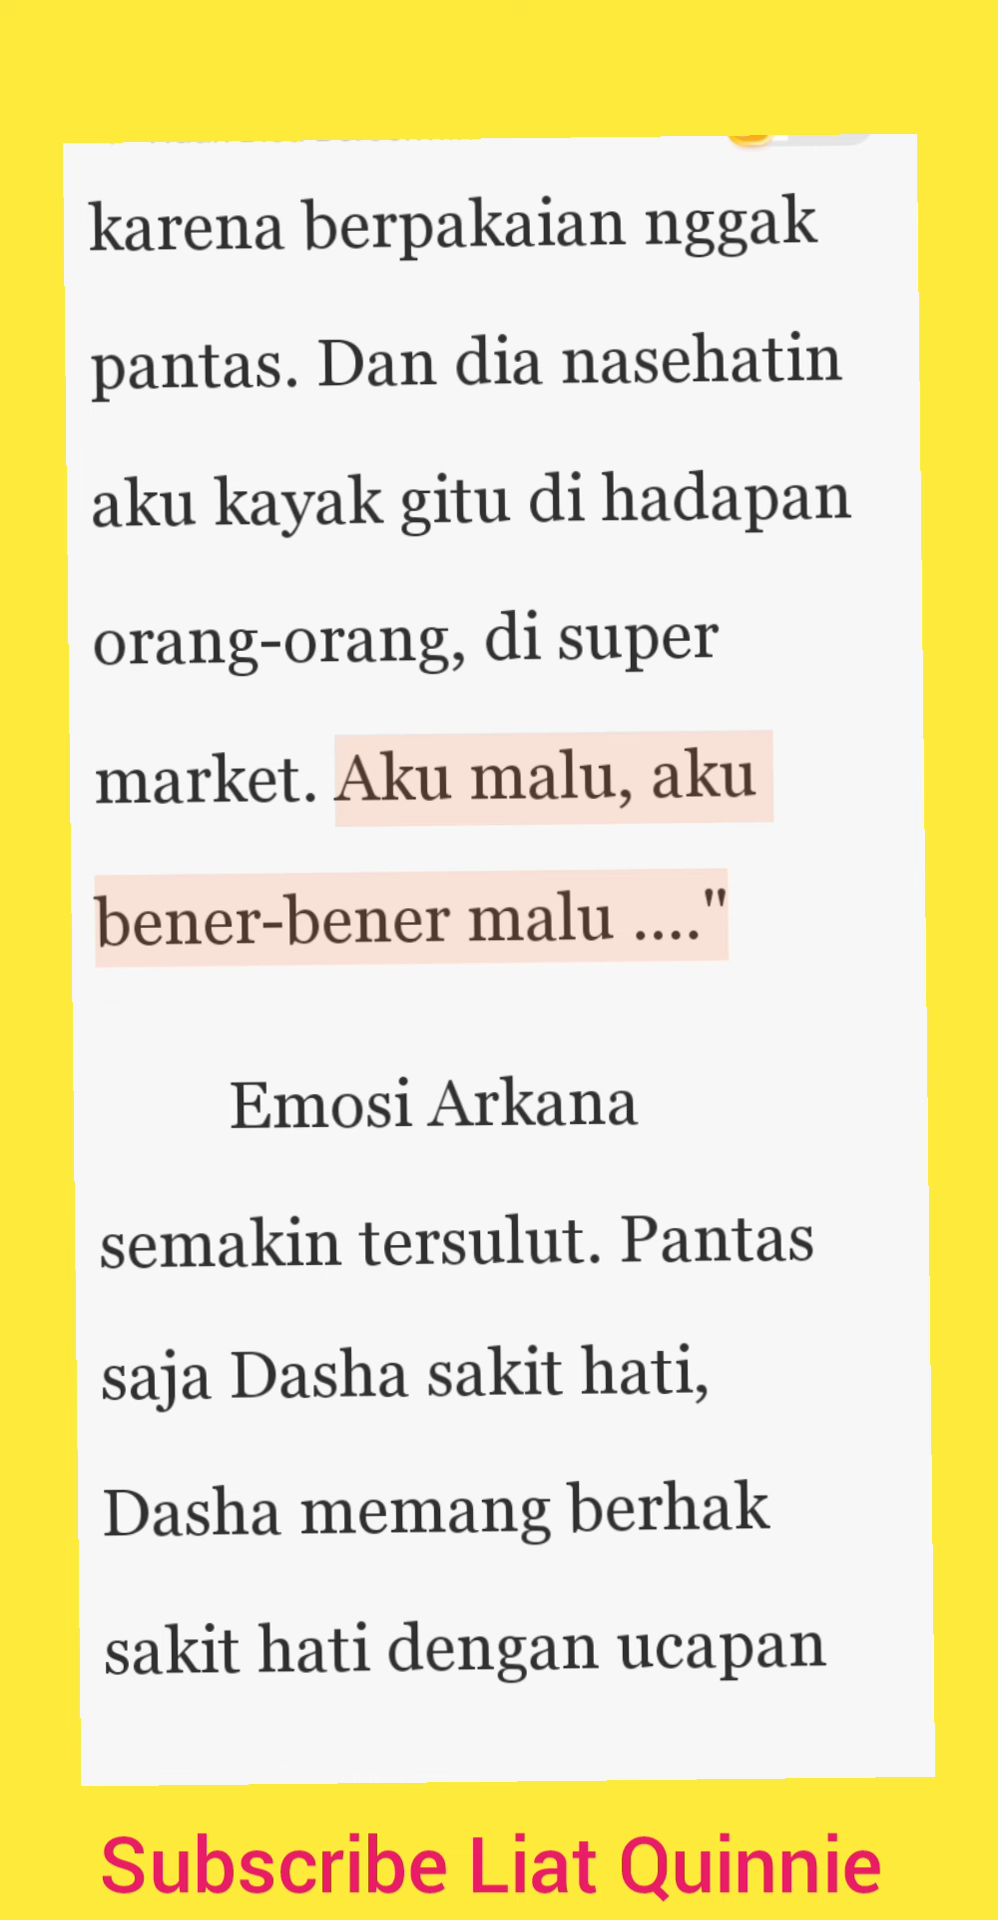 karena berpakaian nggak
pantas. Dan dia nasehatin
aku kayak gitu di hadapan
orang-orang, di super
market. Aku malu, aku
bener-bener malu ...."
Emosi Arkana
semakin tersulut. Pantas
saja Dasha sakit hati,
Dasha memang berhak
sakit hati dengan ucapan
Subscribe Liat Quinnie